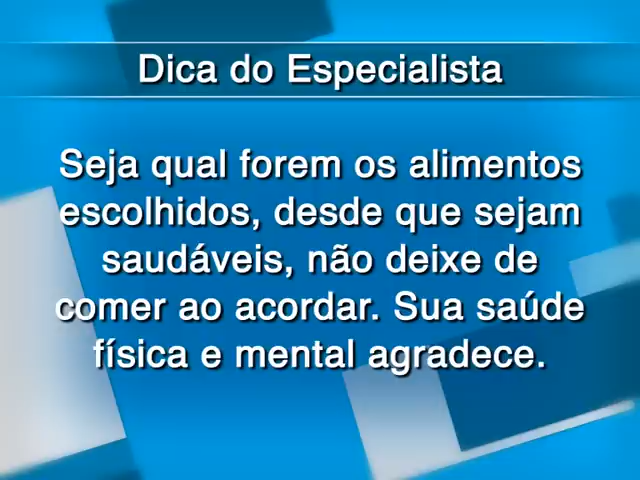 Dica do Especialista
Seja qual forem os alimentos
escolhidos, desde que sejam
saudáveis, não deixe de
comer ao acordar. Sua saúde
física e mental agradece.